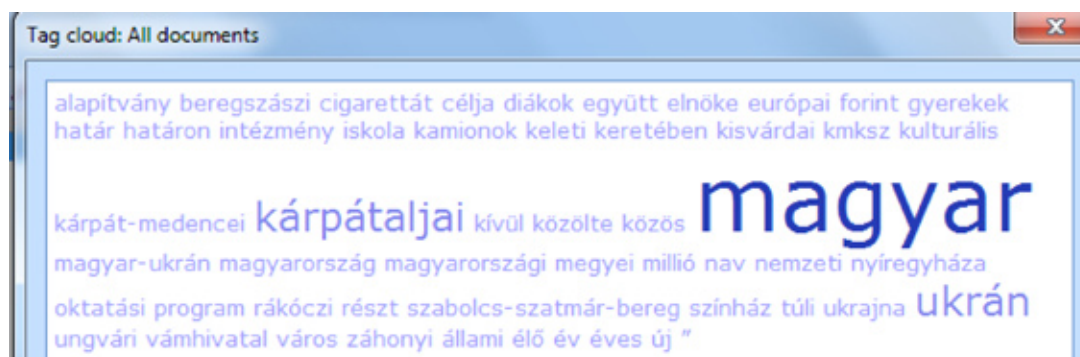 Tag cloud: All documents
alapítvány beregszászi cigarettát célja diákok együtt elnöke európai forint gyerekek
határ határon intézmény iskola kamionok keleti keretében kisvárdai kmksz kulturális
kárpát-medencei kárpátaljai kívül közölte közös magyar
magyar-ukrán magyarország magyarországi megyei millió nav nemzeti nyíregyháza
oktatási program rákóczi részt szabolcs-szatmár-bereg színház túli ukrajna ukrán
ungvári vámhivatal város záhonyi állami élő év éves új ”